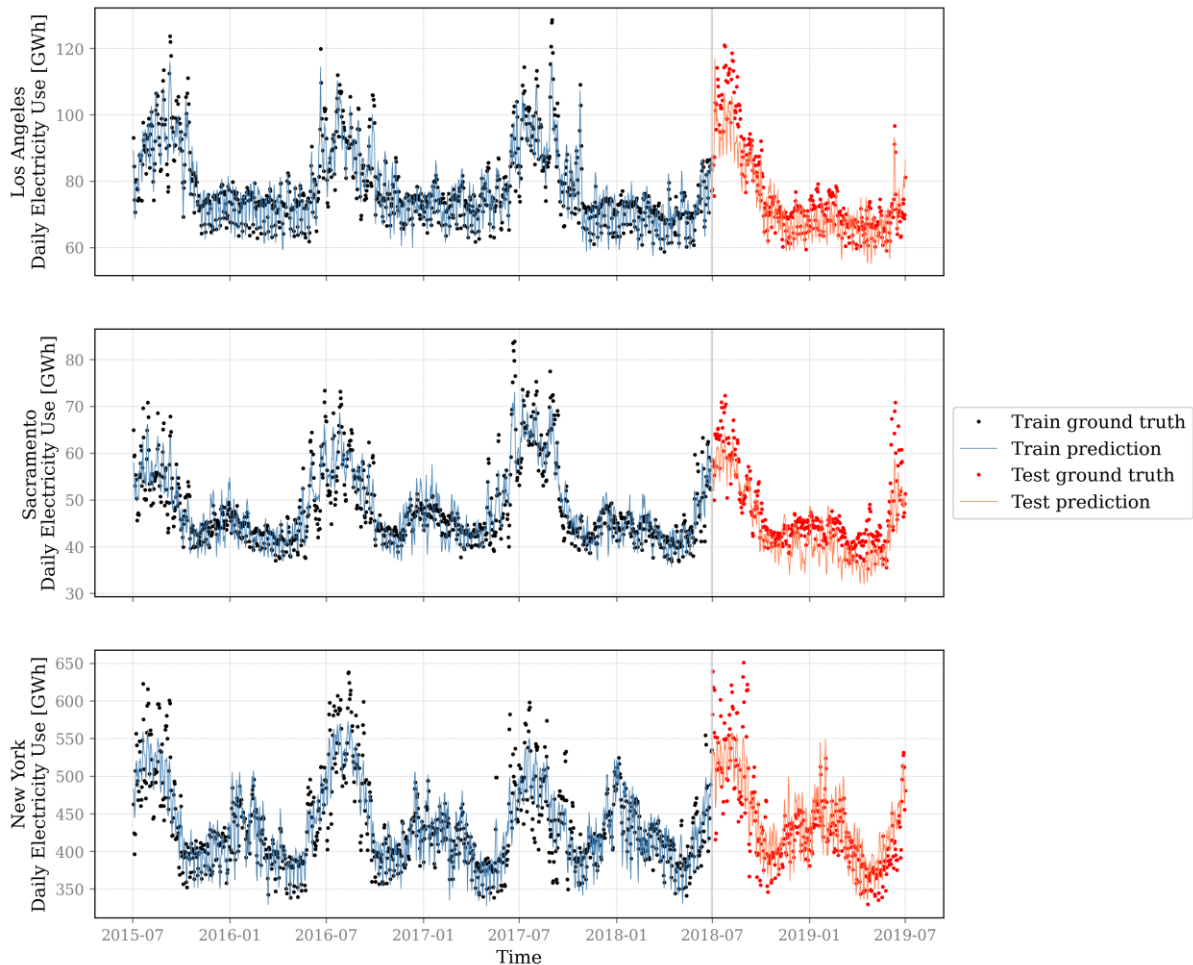 Los Angeles
Daily Electricity Use [GWh]
120
100
80
60
Sacramento
Daily Electricity Use [GWh]
80
70
60
50
40
30
Train ground truth
Train prediction
Test ground truth
Test prediction
New York
Daily Electricity Use [GWh]
650
600
550
500
450
400
350
2015-07 2016-01 2016-07 2017-01 2017-07 2018-01 2018-07 2019-01 2019-07
Time